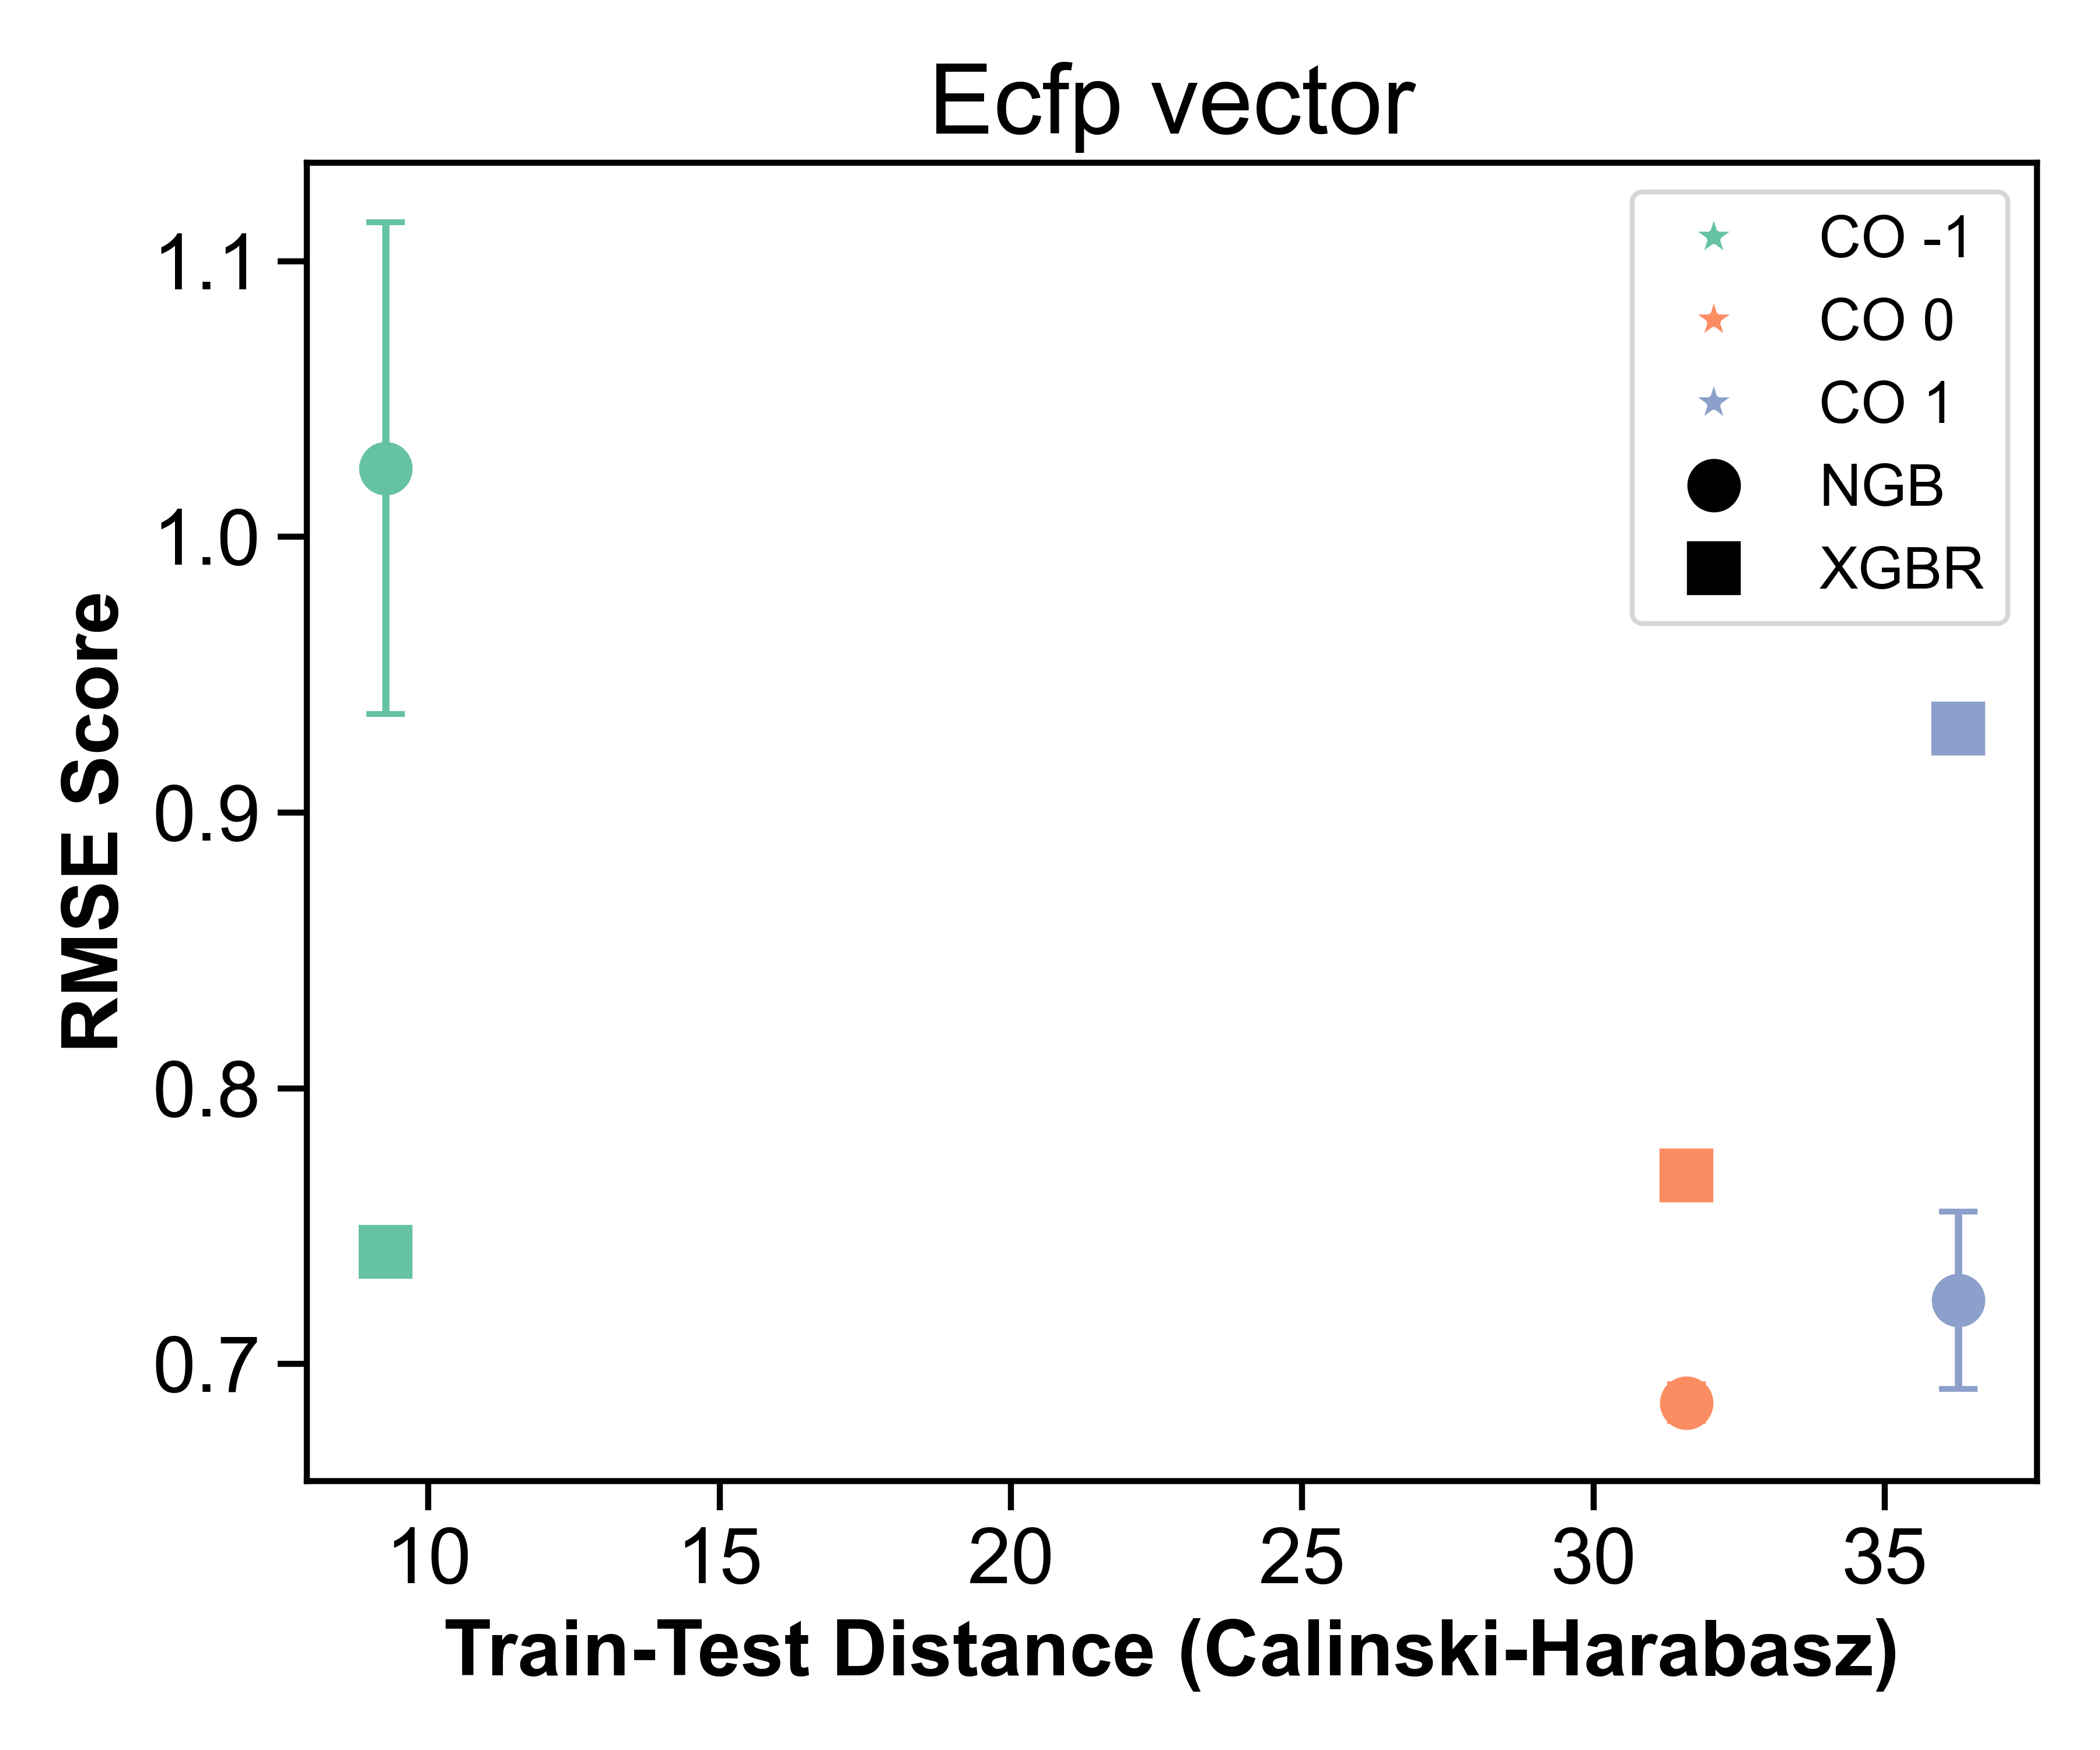 Ecfp vector
CO -1
CO 0
CO 1
NGB
XGBR
RMSE Score
1.1
1.0
0.9
0.8
0.7
10 15 20 25 30 35
Train-Test Distance (Calinski-Harabasz)